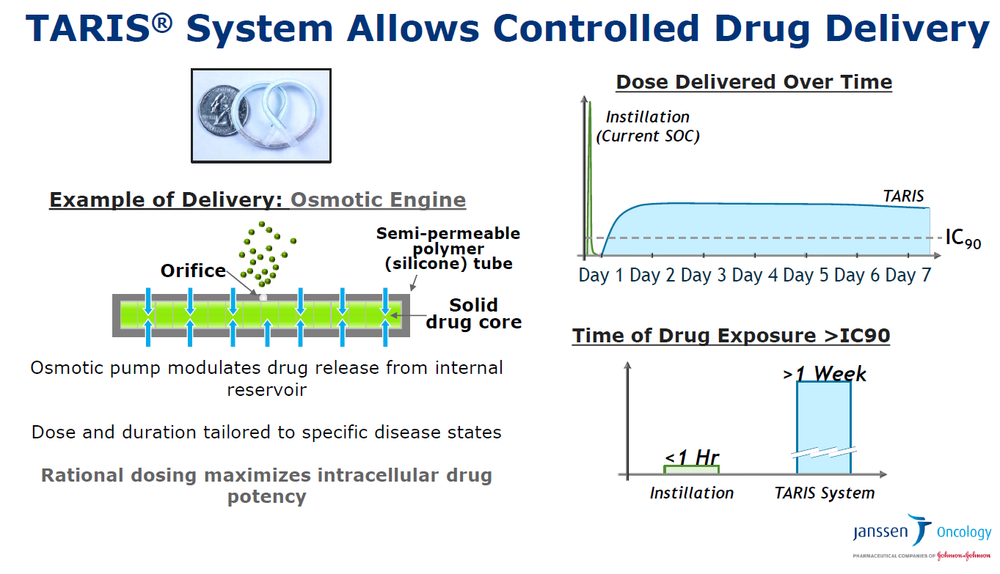 TARIS® System Allows Controlled Drug Delivery
Example of Delivery: Osmotic Engine
Orifice
Semi-permeable
polymer
(silicone) tube
Solid
drug core
Osmotic pump modulates drug release from internal
reservoir
Dose and duration tailored to specific disease states
Rational dosing maximizes intracellular drug
potency
Dose Delivered Over Time
Instillation
(Current SOC)
TARIS
IC90
Day 1 Day 2 Day 3 Day 4 Day 5 Day 6 Day 7
Time of Drug Exposure >IC90
>1 Week
<1 Hr
Instillation
TARIS System
janssen Oncology
PHARMACEUTICAL COMPANIES OF Johnson & Johnson